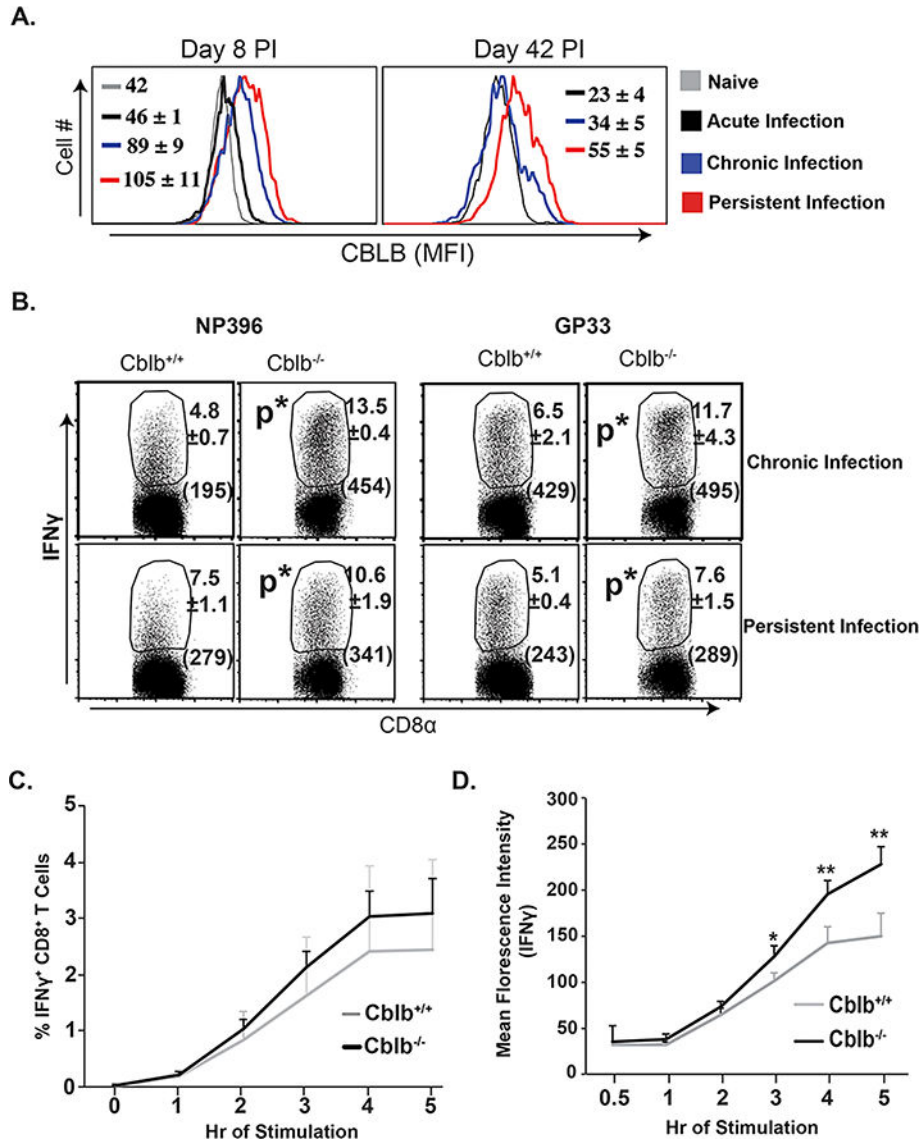 A.
Day 8 PI
Day 42 PI
Cell #
42
46 ± 1
89 ± 9
105 ± 11
23 ± 4
34 ± 5
55 ± 5
Naive
Acute Infection
Chronic Infection
Persistent Infection
CBLB (MFI)
B.
NP396
GP33
Cblb+/+
Cblb-/-
Cblb+/+
Cblb-/-
IFNγ
4.8
±0.7
(195)
p*
13.5
±0.4
(454)
6.5
±2.1
(429)
p*
11.7
±4.3
(495)
Chronic Infection
7.5
±1.1
(279)
p*
10.6
±1.9
(341)
5.1
±0.4
(243)
p*
7.6
±1.5
(289)
Persistent Infection
CD8α
C.
% IFNγ+ CD8+ T Cells
5
4
3
2
1
0
Cblb+/+
Cblb-/-
0 1 2 3 4 5
Hr of Stimulation
D.
Mean Florescence Intensity
(IFNγ)
300
250
200
150
100
50
0
*
**
**
Cblb+/+
Cblb-/-
0.5 1 2 3 4 5
Hr of Stimulation